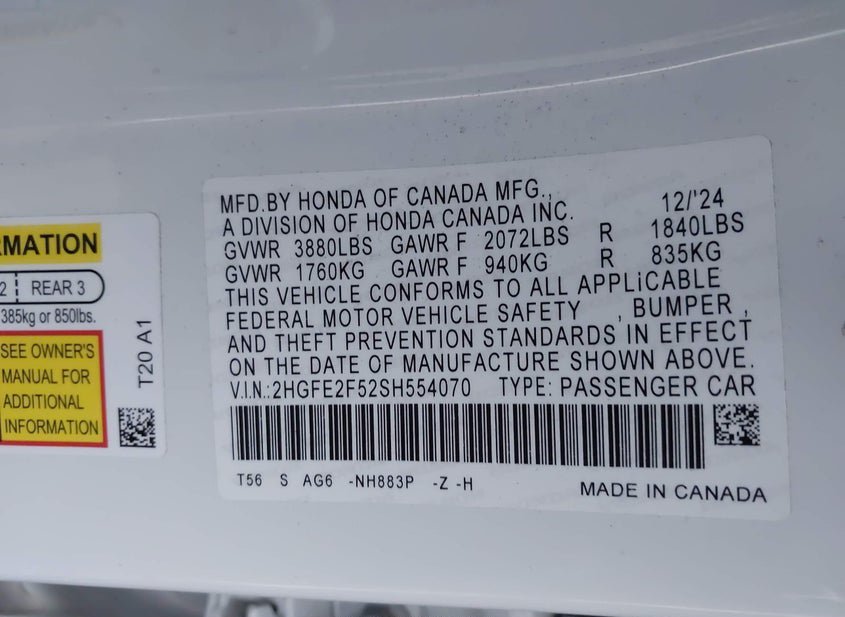 RMATION
2 REAR 3
385kg or 850lbs.
SEE OWNER'S
MANUAL FOR
ADDITIONAL
INFORMATION
T20 A1
MFD.BY HONDA OF CANADA MFG., 12/'24
A DIVISION OF HONDA CANADA INC.
GVWR 3880LBS GAWR F 2072LBS R 1840LBS
GVWR 1760KG GAWR F 940KG R 835KG
THIS VEHICLE CONFORMS TO ALL APPLiCABLE
FEDERAL MOTOR VEHICLE SAFETY , BUMPER ,
AND THEFT PREVENTION STANDARDS IN EFFECT
ON THE DATE OF MANUFACTURE SHOWN ABOVE.
V.I.N.:2HGFE2F52SH554070 TYPE: PASSENGER CAR
T56 S AG6 -NH883P -Z -H
MADE IN CANADA